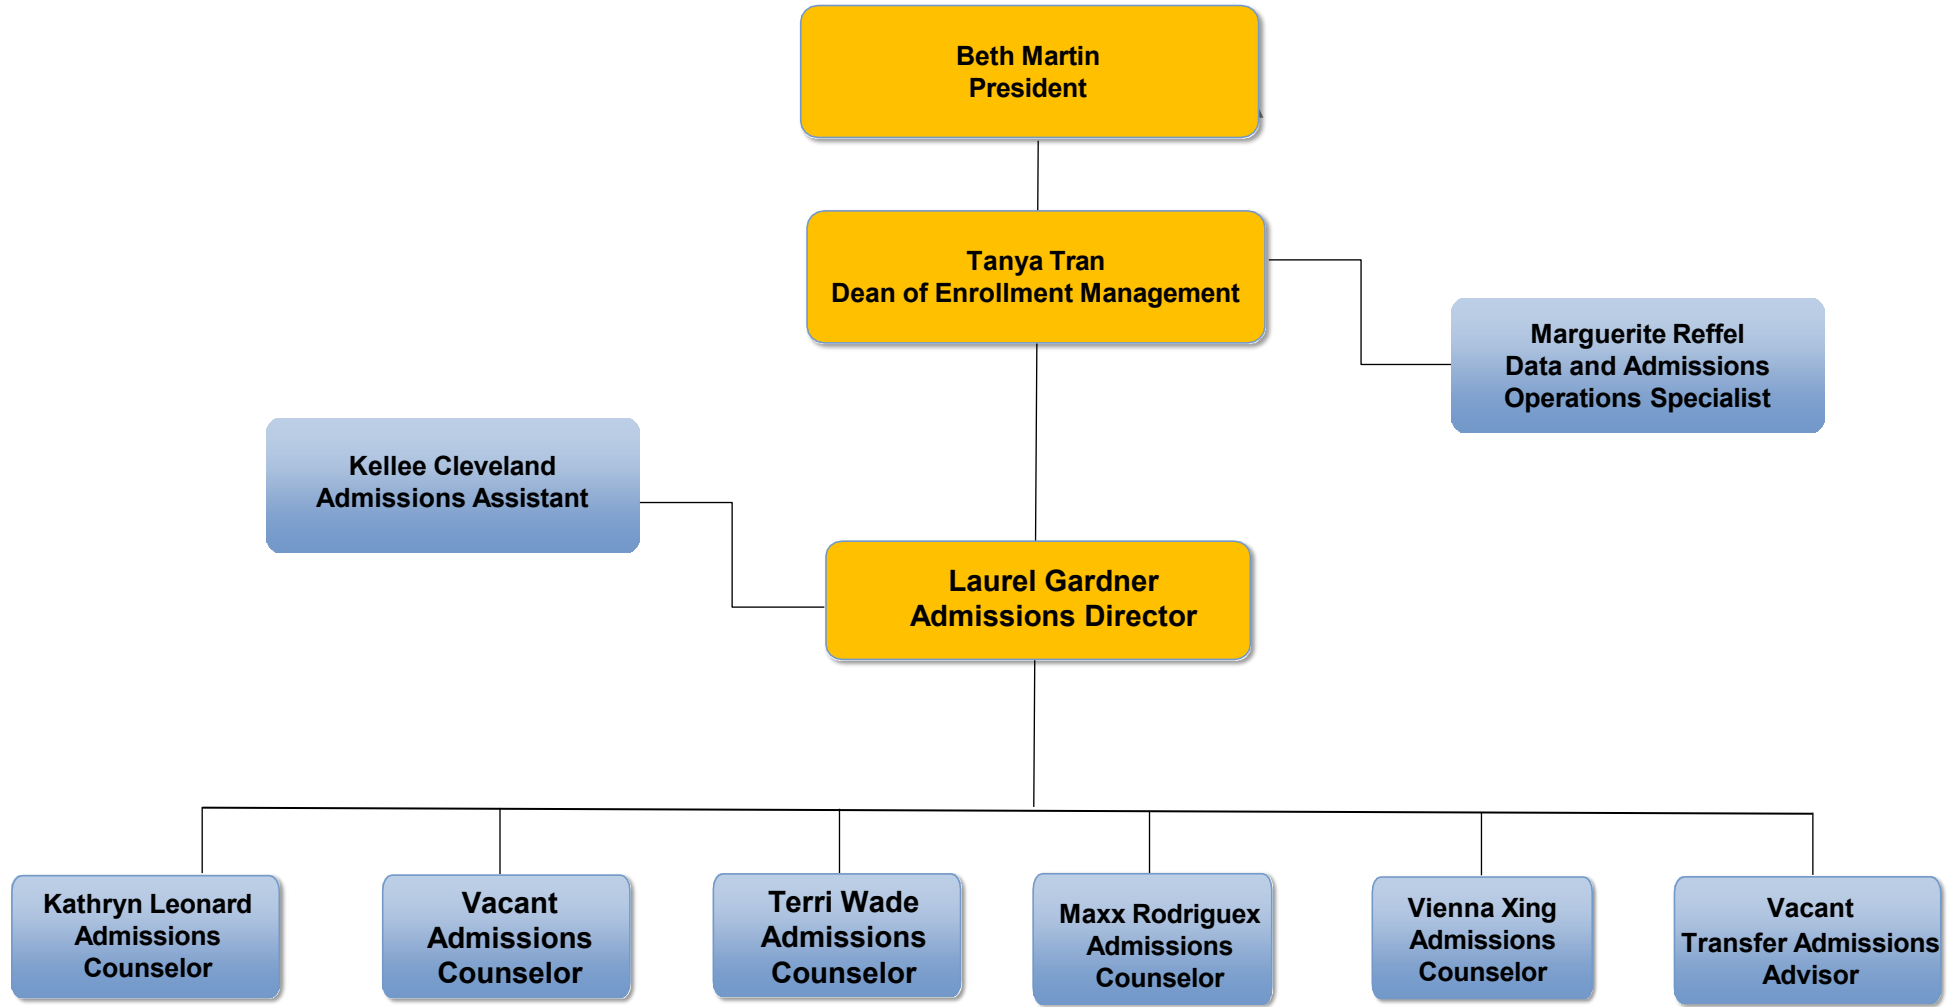 Beth Martin
President
Tanya Tran
Dean of Enrollment Management
Marguerite Reffel
Data and Admissions
Operations Specialist
Kellee Cleveland
Admissions Assistant
Laurel Gardner
Admissions Director
Kathryn Leonard
Admissions
Counselor
Vacant
Admissions
Counselor
Terri Wade
Admissions
Counselor
Maxx Rodriguex
Admissions
Counselor
Vienna Xing
Admissions
Counselor
Vacant
Transfer Admissions
Advisor